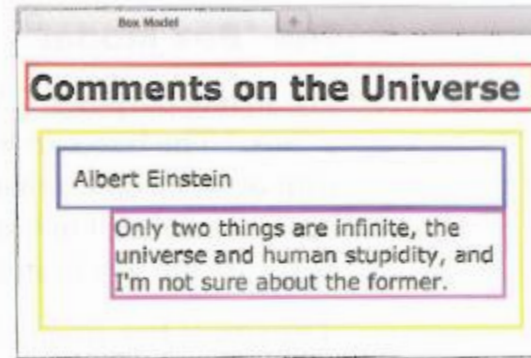 Box Model
Comments on the Universe
Albert Einstein
Only two things are infinite, the
universe and human stupidity, and
I'm not sure about the former.